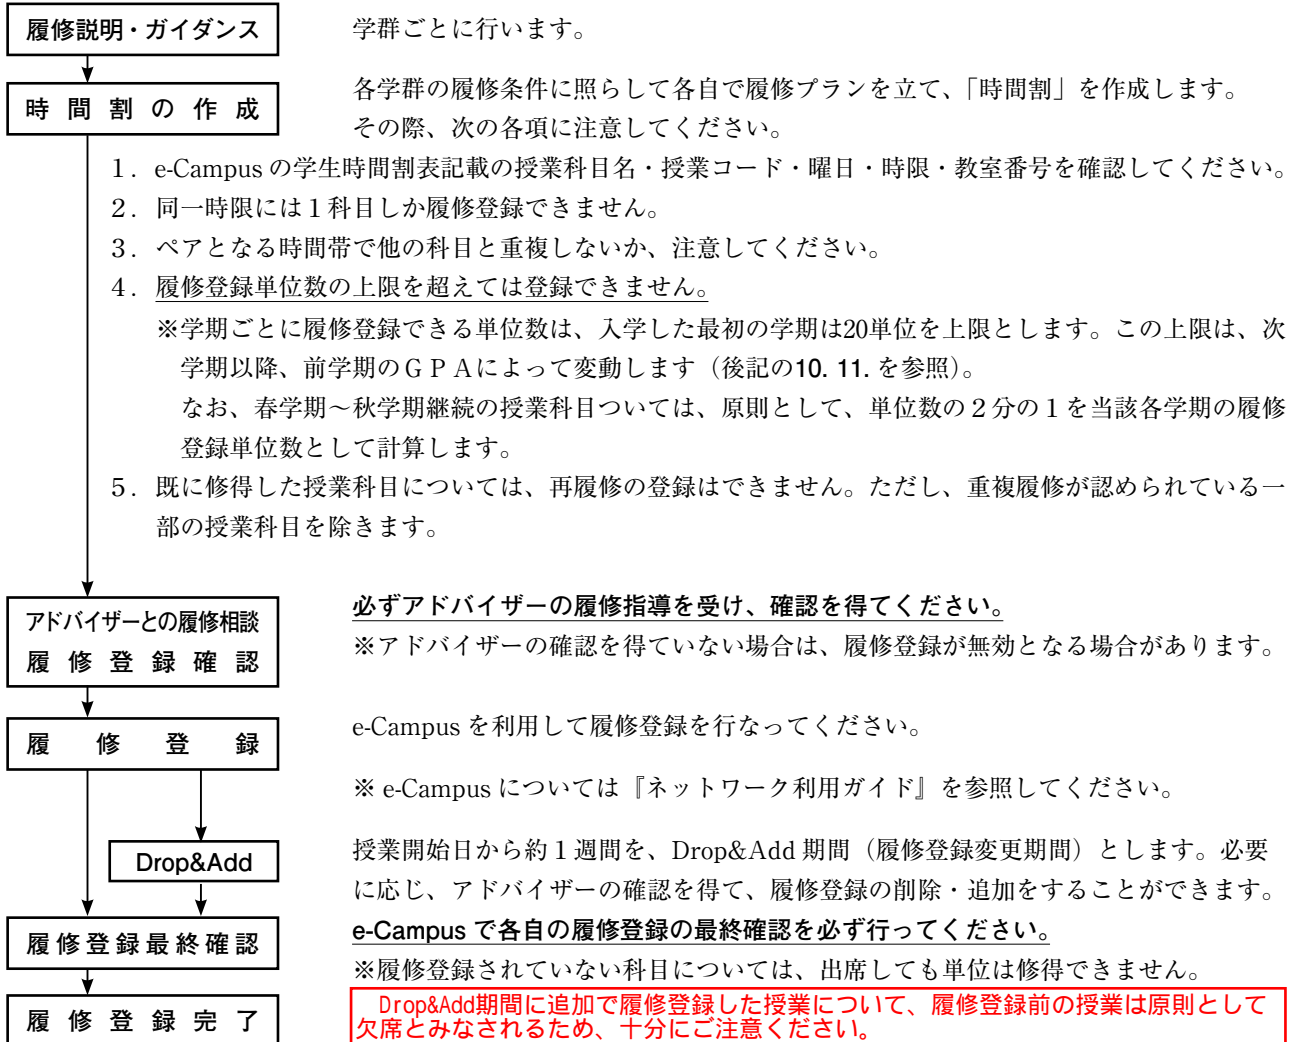 履修説明・ガイダンス
学群ごとに行います。
時間割の作成
各学群の履修条件に照らして各自で履修プランを立て、「時間割」を作成します。
その際、次の各項に注意してください。
1．e-Campus の学生時間割表記載の授業科目名・授業コード・曜日・時限・教室番号を確認してください。
2．同一時限には１科目しか履修登録できません。
3．ペアとなる時間帯で他の科目と重複しないか、注意してください。
4．履修登録単位数の上限を超えては登録できません。
※学期ごとに履修登録できる単位数は、入学した最初の学期は20単位を上限とします。この上限は、次
学期以降、前学期のＧＰＡによって変動します（後記の10. 11. を参照）。
なお、春学期～秋学期継続の授業科目ついては、原則として、単位数の２分の１を当該各学期の履修
登録単位数として計算します。
5．既に修得した授業科目については、再履修の登録はできません。ただし、重複履修が認められている一
部の授業科目を除きます。
アドバイザーとの履修相談
履修登録確認
必ずアドバイザーの履修指導を受け、確認を得てください。
※アドバイザーの確認を得ていない場合は、履修登録が無効となる場合があります。
履修登録
e-Campus を利用して履修登録を行なってください。
※ e-Campus については『ネットワーク利用ガイド』を参照してください。
Drop&Add
授業開始日から約１週間を、Drop&Add 期間（履修登録変更期間）とします。必要
に応じ、アドバイザーの確認を得て、履修登録の削除・追加をすることができます。
履修登録最終確認
e-Campus で各自の履修登録の最終確認を必ず行ってください。
※履修登録されていない科目については、出席しても単位は修得できません。
履修登録完了
Drop&Add期間に追加で履修登録した授業について、履修登録前の授業は原則として
欠席とみなされるため、十分にご注意ください。